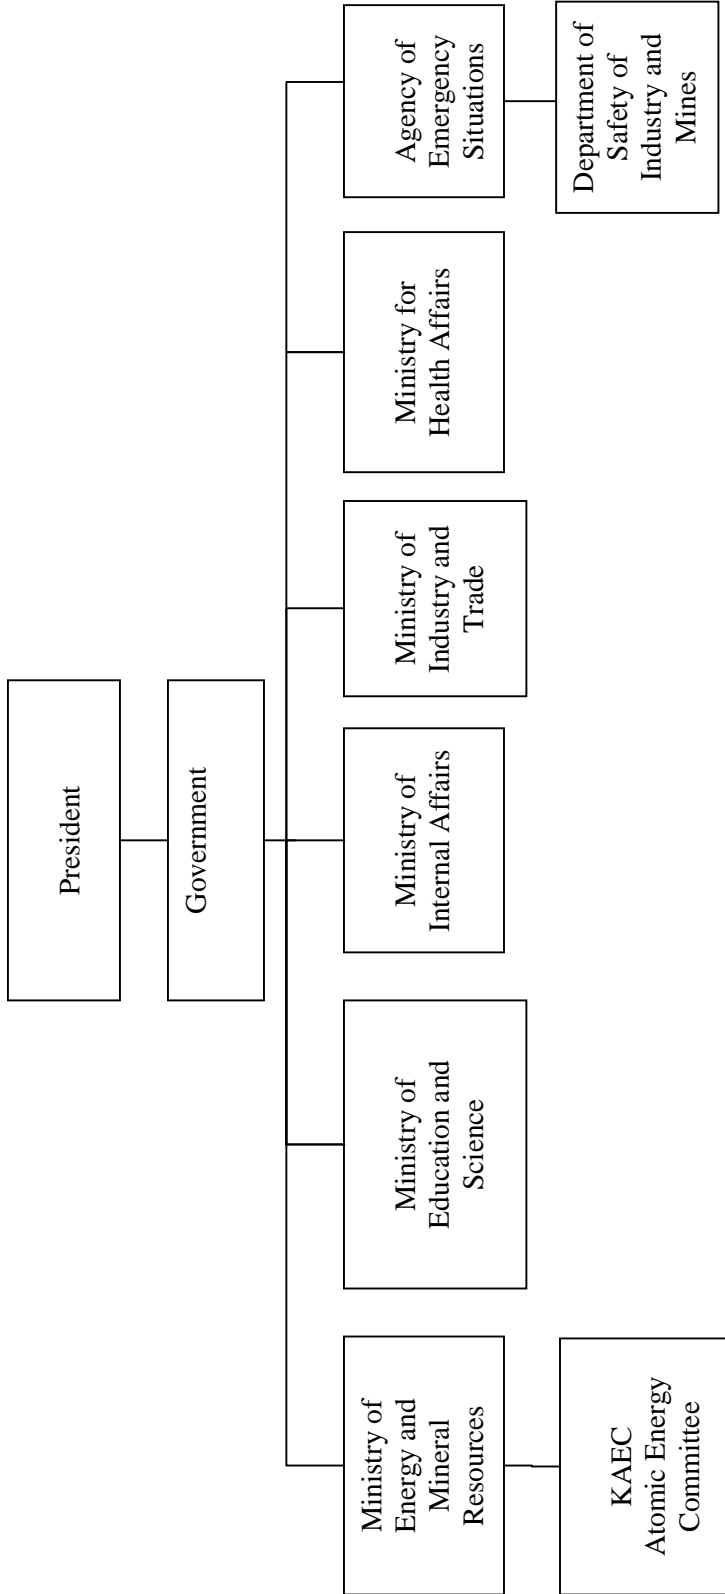 President
Government
Ministry of
Energy and
Mineral
Resources
Ministry of
Education and
Science
Ministry of
Internal Affairs
Ministry of
Industry and
Trade
Ministry for
Health Affairs
Agency of
Emergency
Situations
KAEC
Atomic Energy
Committee
Department of
Safety of
Industry and
Mines